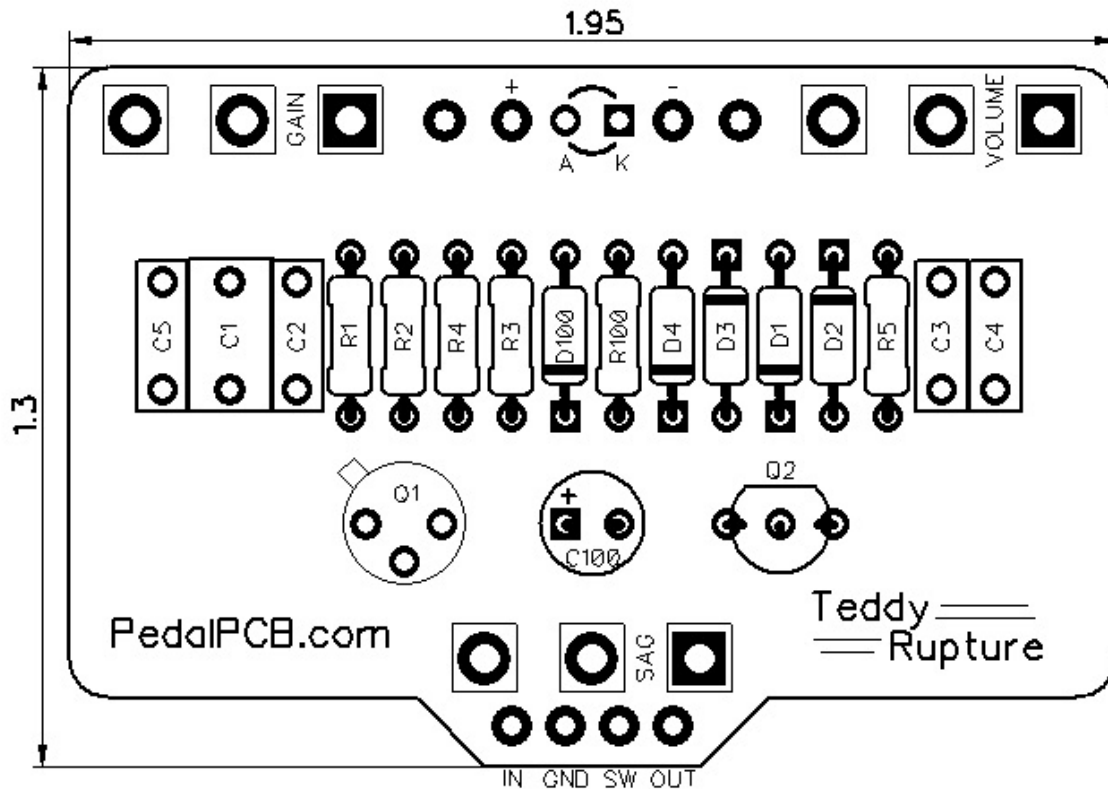 1.95
1.3
GAIN
+
-
A
K
VOLUME
C5
C1
C2
R1
R2
R4
R3
D100
R100
D4
D3
D1
D2
R5
C3
C4
Q1
+
C100
Q2
PedalPCB.com
Teddy
Rupture
SAG
IN GND SW OUT